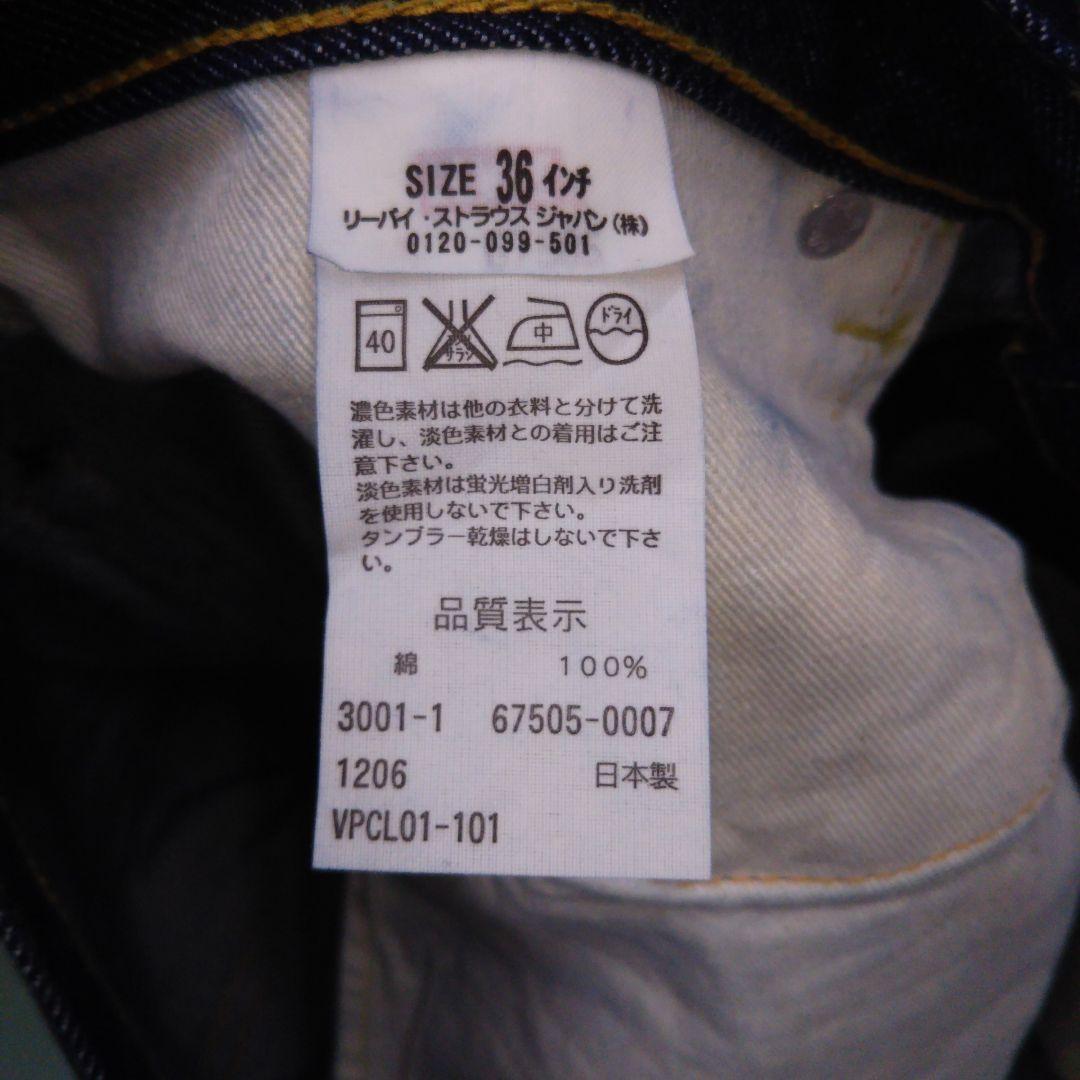 SIZE 36 インチ
リーバイ・ストラウス ジャパン(株)
0120-099-501
40 サラシ 中 ドライ
濃色素材は他の衣料と分けて洗
濯し、淡色素材との着用はご注
意下さい。
淡色素材は蛍光増白剤入り洗剤
を使用しないで下さい。
タンブラー乾燥はしないで下さ
い。
品質表示
綿 100%
3001-1 67505-0007
1206 日本製
VPCL01-101